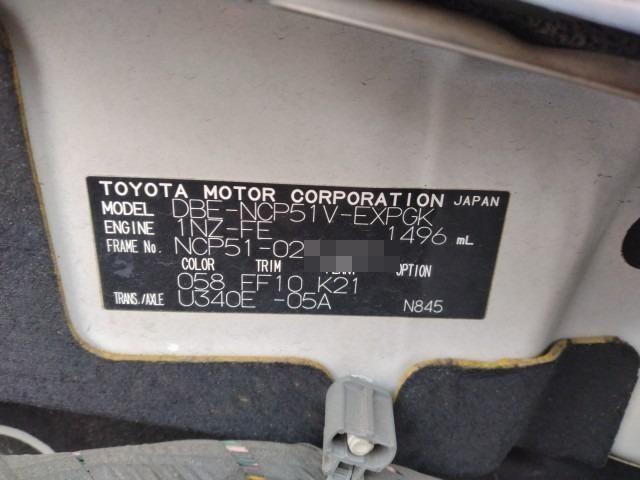 TOYOTA MOTOR CORPORATION JAPAN
MODEL DBE-NCP51V-EXPGK
ENGINE 1NZ-FE 1496 mL
FRAME No. NCP51-02
COLOR TRIM
058 EF10 K21
TRANS./AXLE U340E -05A N845